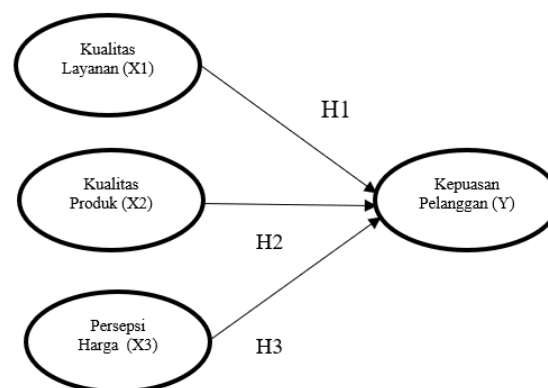 Kualitas
Layanan (X1)
H1
Kualitas
Produk (X2)
Kepuasan
Pelanggan (Y)
H2
Persepsi
Harga (X3)
H3